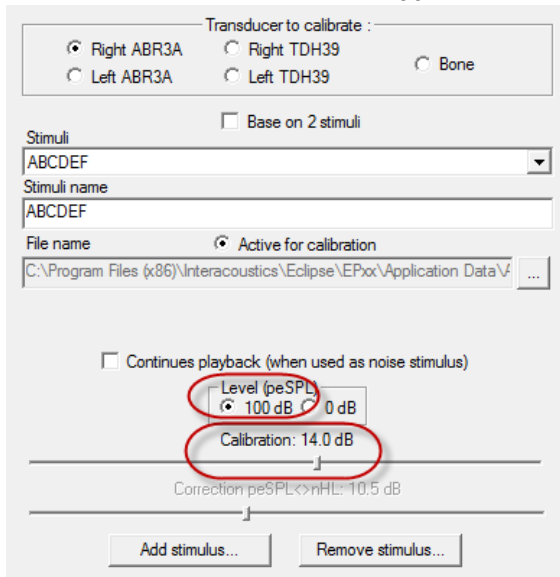 Transducer to calibrate :
Right ABR3A Right TDH39
Bone
Left ABR3A Left TDH39
Base on 2 stimuli
Stimuli
ABCDEF
Stimuli name
ABCDEF
File name Active for calibration
C:\Program Files (x86)\Interacoustics\Eclipse\EPxx\Application Data\ ...
Continues playback (when used as noise stimulus)
Level (peSPL)
100 dB 0 dB
Calibration: 14.0 dB
Correction peSPL<>nHL: 10.5 dB
Add stimulus... Remove stimulus...